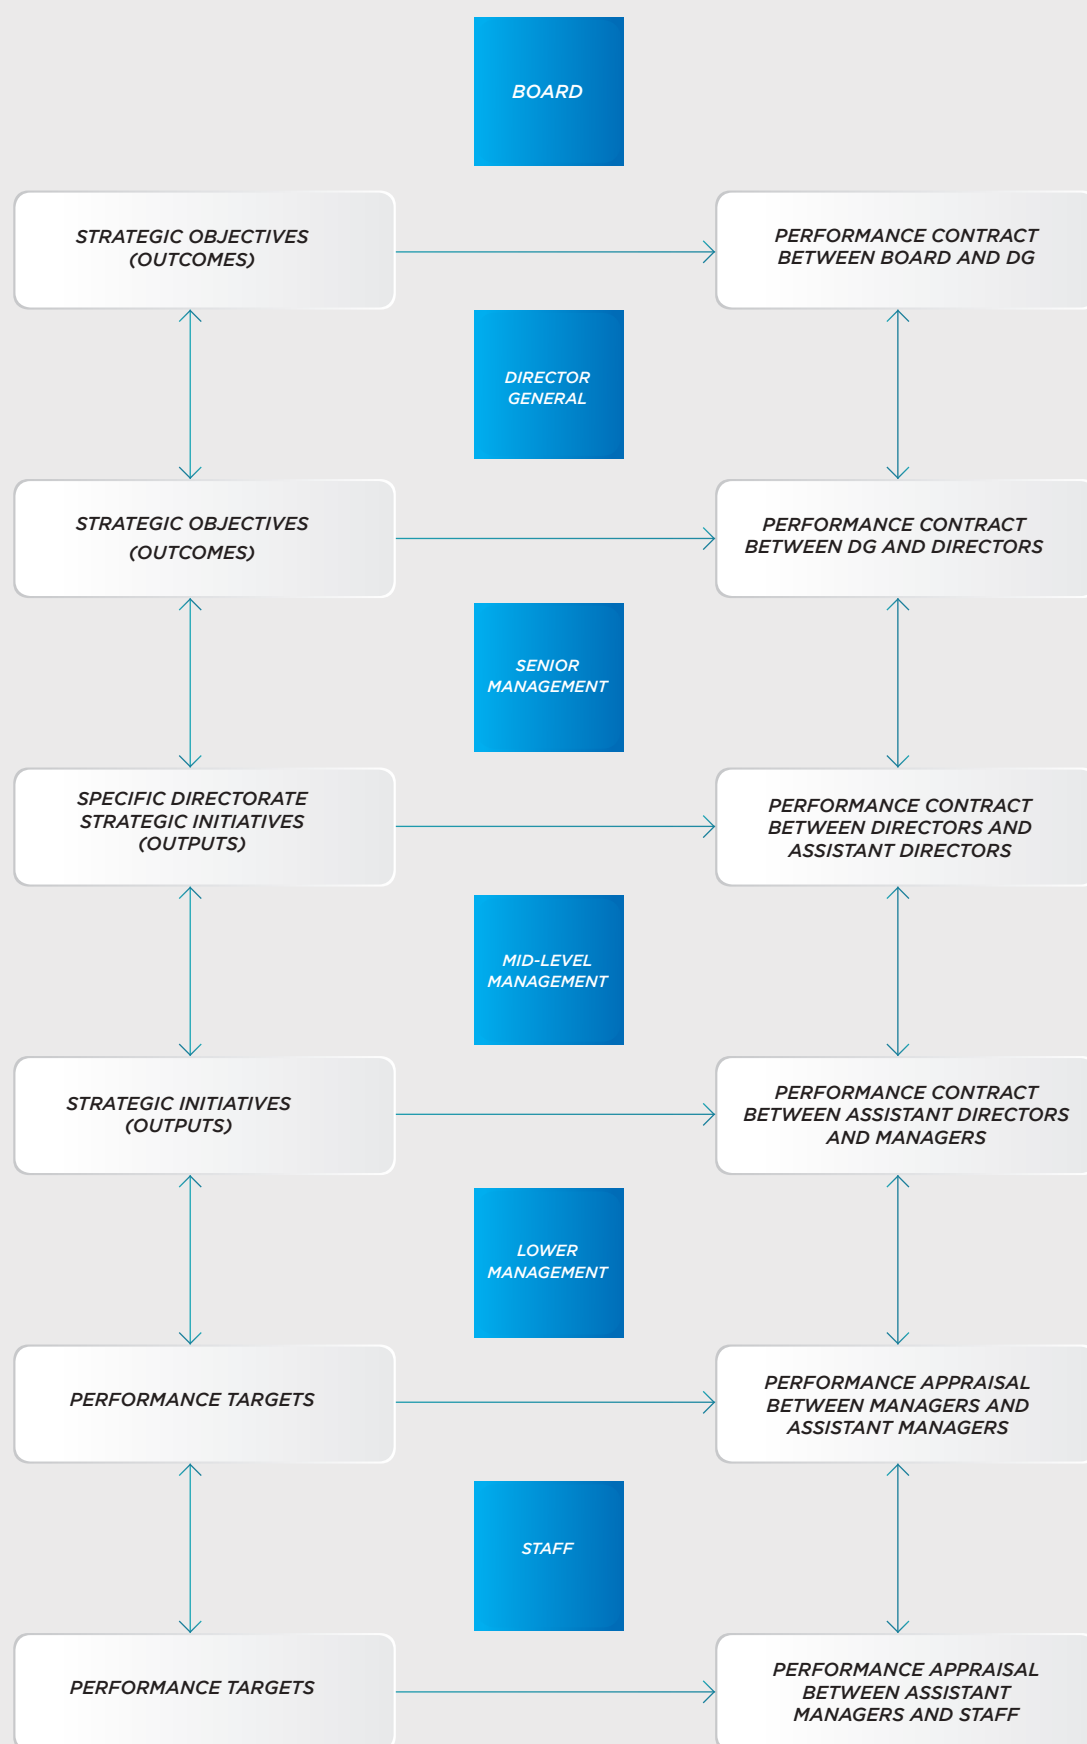 BOARD
STRATEGIC OBJECTIVES
(OUTCOMES)
PERFORMANCE CONTRACT
BETWEEN BOARD AND DG
DIRECTOR
GENERAL
STRATEGIC OBJECTIVES
(OUTCOMES)
PERFORMANCE CONTRACT
BETWEEN DG AND DIRECTORS
SENIOR
MANAGEMENT
SPECIFIC DIRECTORATE
STRATEGIC INITIATIVES
(OUTPUTS)
PERFORMANCE CONTRACT
BETWEEN DIRECTORS AND
ASSISTANT DIRECTORS
MID-LEVEL
MANAGEMENT
STRATEGIC INITIATIVES
(OUTPUTS)
PERFORMANCE CONTRACT
BETWEEN ASSISTANT DIRECTORS
AND MANAGERS
LOWER
MANAGEMENT
PERFORMANCE TARGETS
PERFORMANCE APPRAISAL
BETWEEN MANAGERS AND
ASSISTANT MANAGERS
STAFF
PERFORMANCE TARGETS
PERFORMANCE APPRAISAL
BETWEEN ASSISTANT
MANAGERS AND STAFF